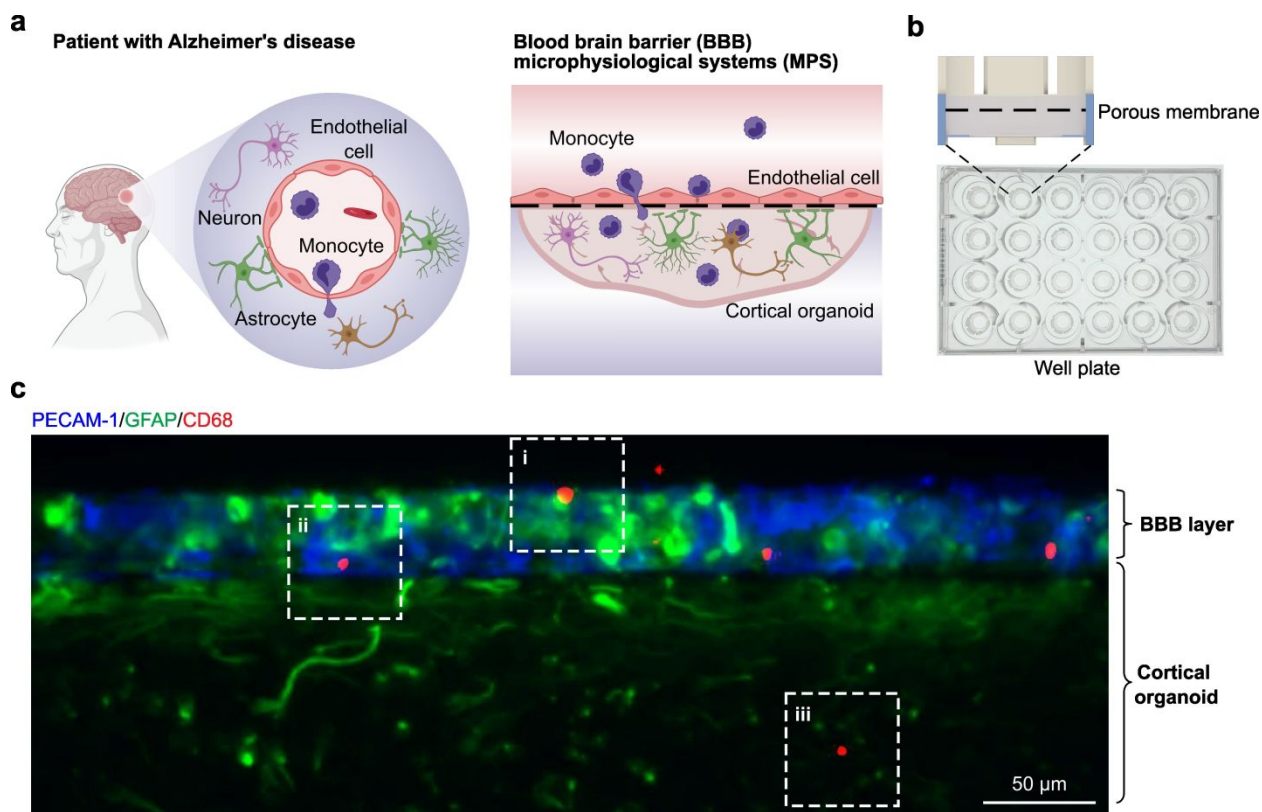 a
Patient with Alzheimer's disease
Endothelial
cell
Neuron
Monocyte
Astrocyte
Blood brain barrier (BBB)
microphysiological systems (MPS)
Monocyte
Endothelial cell
Cortical organoid
b
Porous membrane
Well plate
c
PECAM-1/GFAP/CD68
i
ii
iii
BBB layer
Cortical
organoid
50 µm